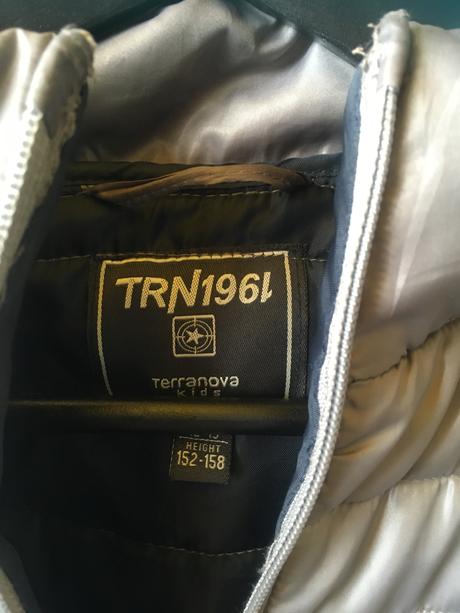 TRN1961
Terranova
kids
HEIGHT
152-158